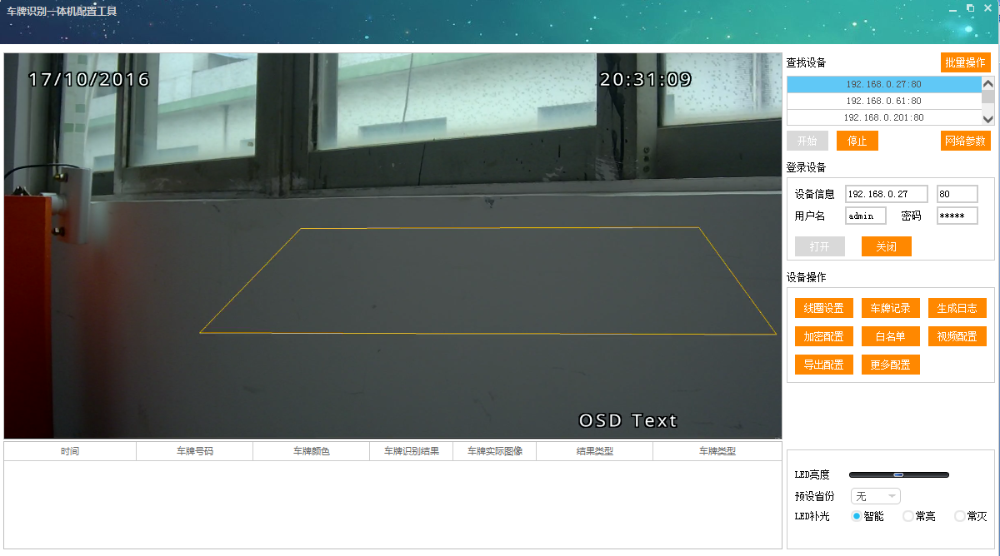 车牌识别一体机配置工具
17/10/2016
20:31:09
OSD Text
时间 车牌号码 车牌颜色 车牌识别结果 车牌实际图像 结果类型 车牌类型
查找设备 批量操作
192.168.0.27:80
192.168.0.61:80
192.168.0.201:80
开始 停止 网络参数
登录设备
设备信息 192.168.0.27 80
用户名 admin 密码 *****
打开 关闭
设备操作
线圈设置 车牌记录 生成日志
加密配置 白名单 视频配置
导出配置 更多配置
LED亮度
预设省份 无
LED补光 智能 常亮 常灭